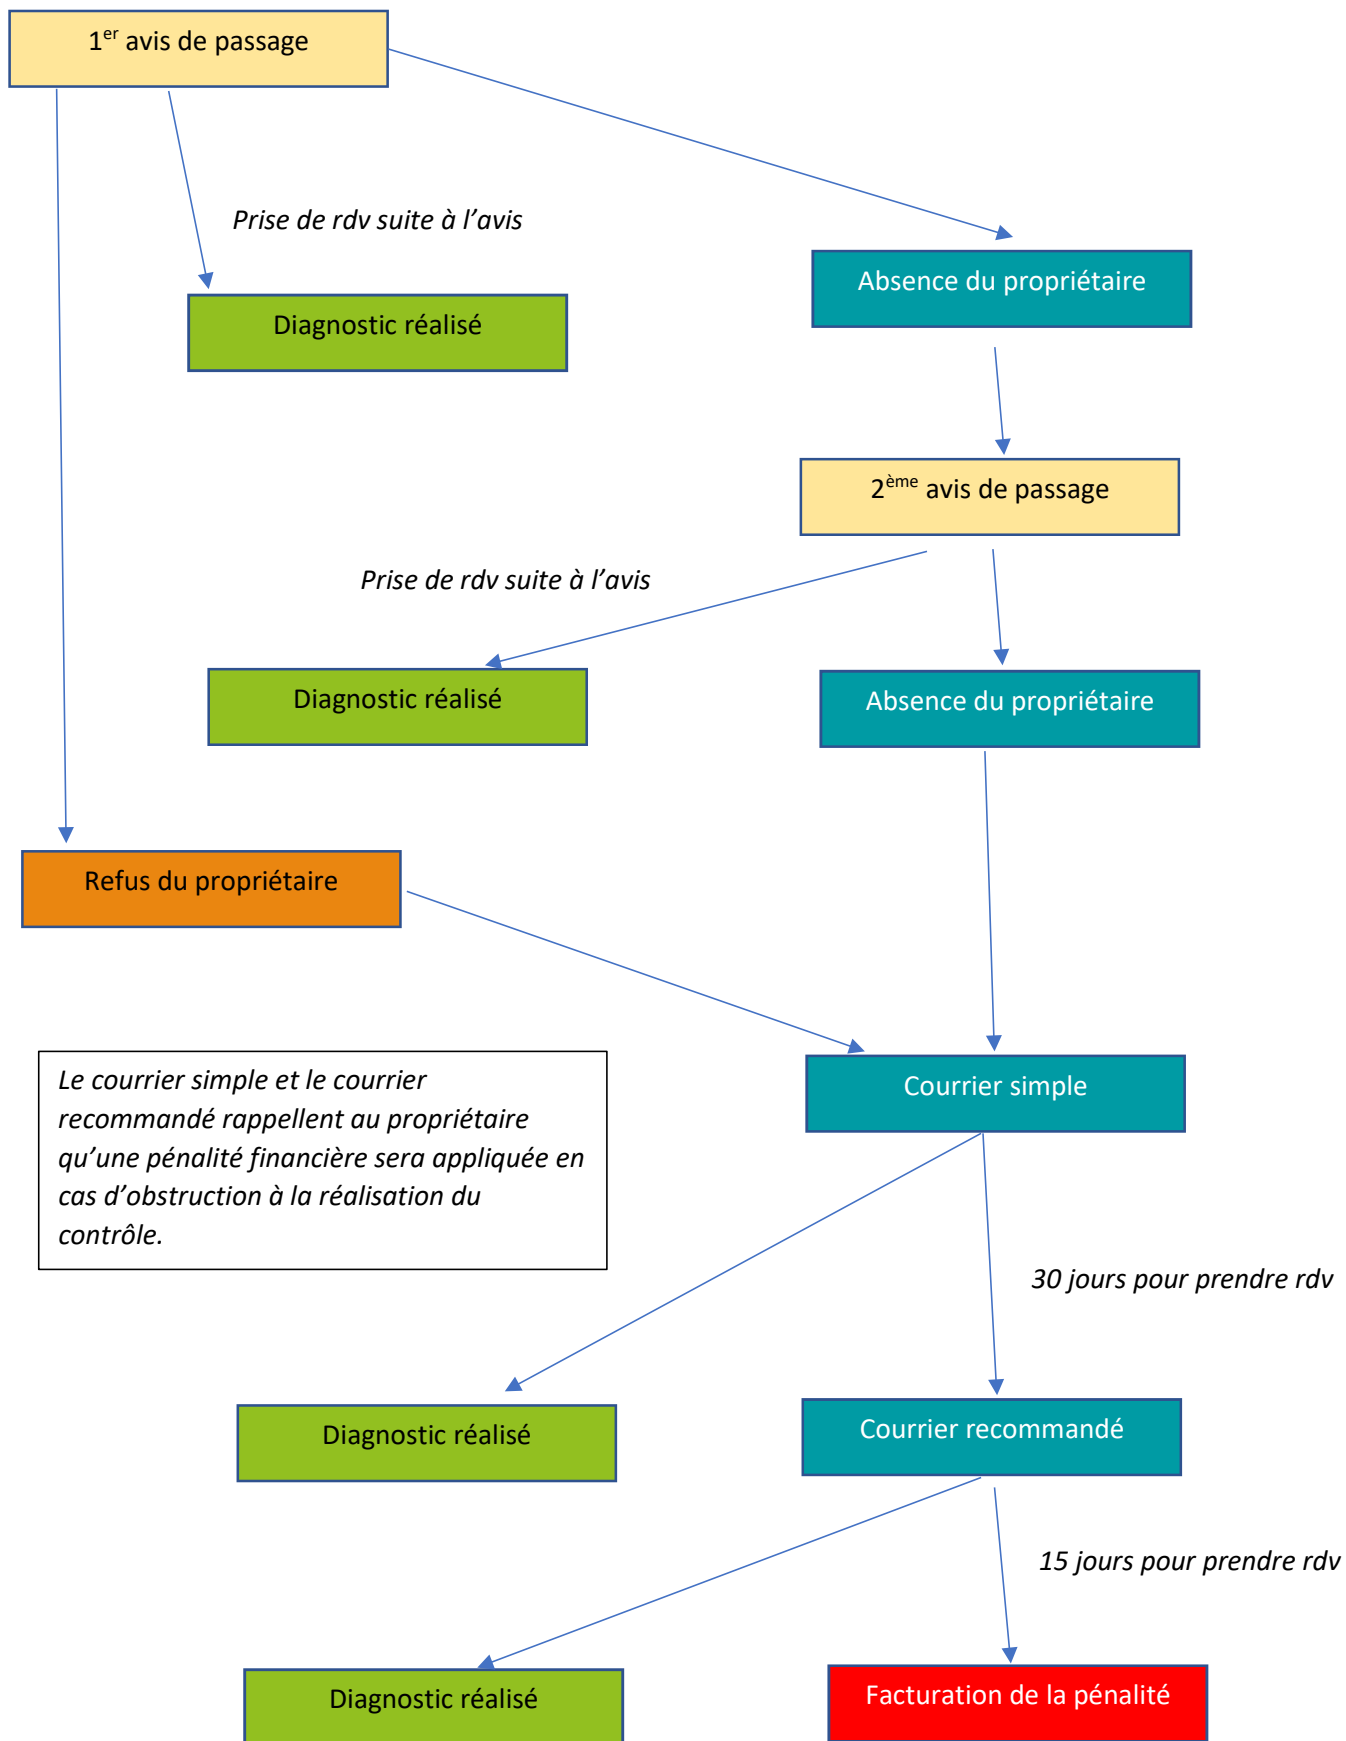 1er avis de passage
Prise de rdv suite à l’avis
Absence du propriétaire
Diagnostic réalisé
2ème avis de passage
Prise de rdv suite à l’avis
Diagnostic réalisé
Absence du propriétaire
Refus du propriétaire
Le courrier simple et le courrier
recommandé rappellent au propriétaire
qu’une pénalité financière sera appliquée en
cas d’obstruction à la réalisation du
contrôle.
Courrier simple
30 jours pour prendre rdv
Diagnostic réalisé
Courrier recommandé
15 jours pour prendre rdv
Diagnostic réalisé
Facturation de la pénalité